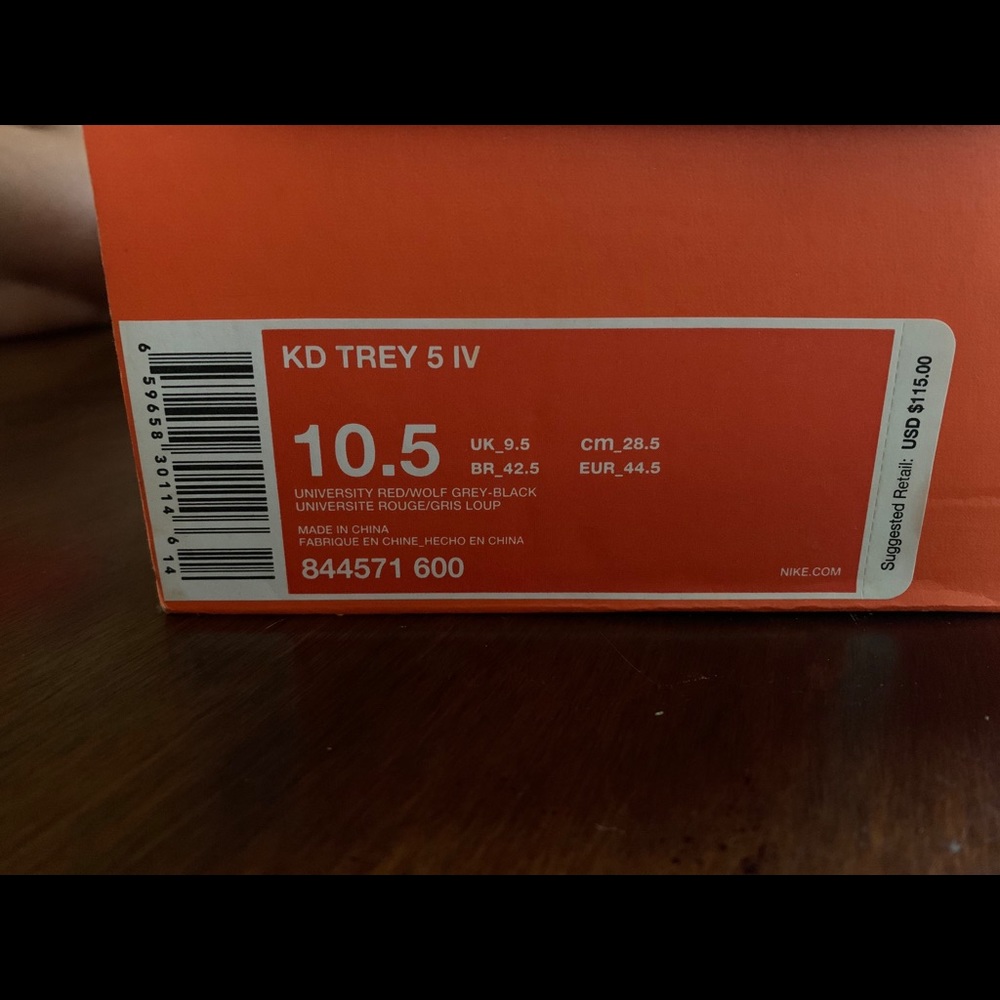 KD TREY 5 IV
10.5
UK_9.5 cm_28.5
BR_42.5 EUR_44.5
UNIVERSITY RED/WOLF GREY-BLACK
UNIVERSITE ROUGE/GRIS LOUP
MADE IN CHINA
FABRIQUE EN CHINE_HECHO EN CHINA
844571 600
NIKE.COM
6 59658 30114 6 14
Suggested Retail: USD $115.00